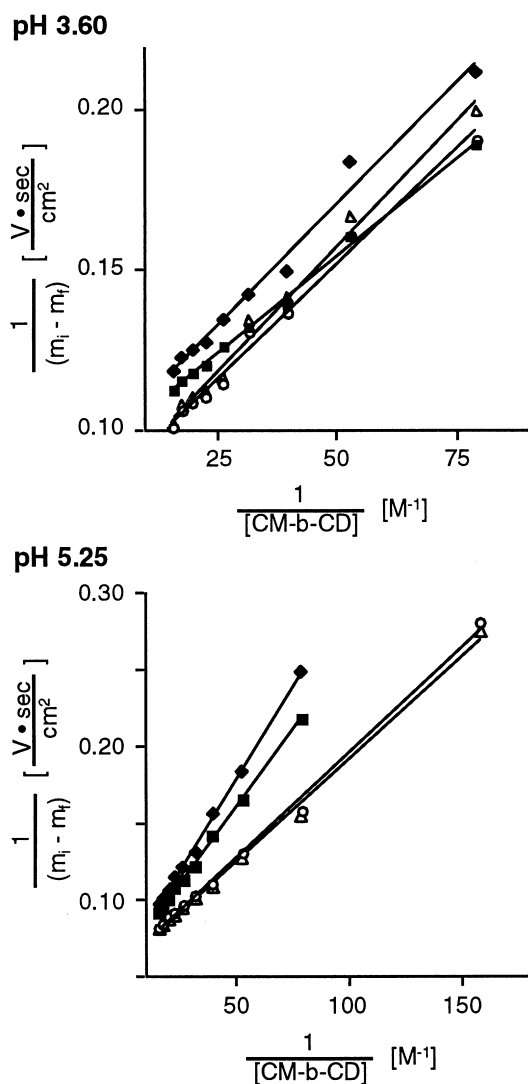 pH 3.60
0.20
0.15
0.10
1
(mᵢ - m_f)
[ V • sec
cm² ]
25
50
75
1
[CM-b-CD]
[M⁻¹]
pH 5.25
0.30
0.20
0.10
1
(mᵢ - m_f)
[ V • sec
cm² ]
50
100
150
1
[CM-b-CD]
[M⁻¹]